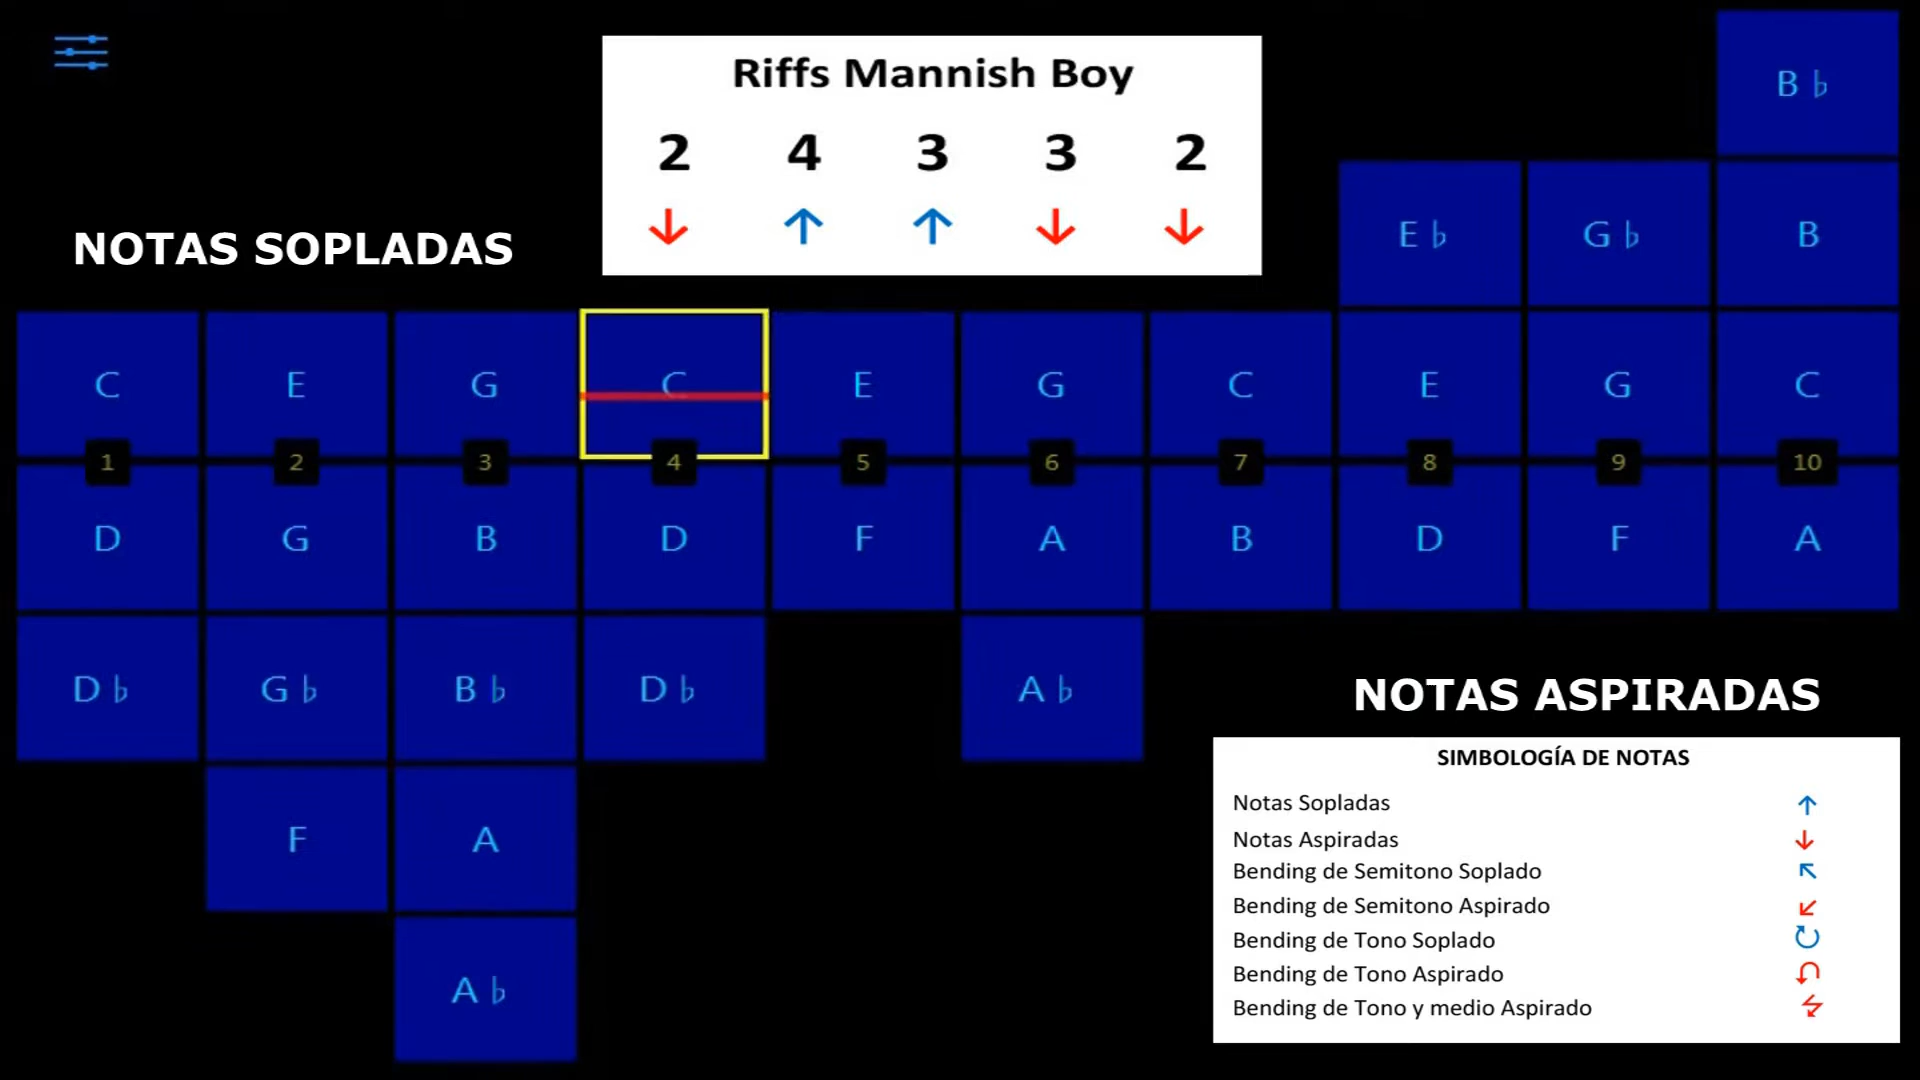 Riffs Mannish Boy
2 4 3 3 2
↓ ↑ ↑ ↓ ↓
B♭
NOTAS SOPLADAS
E♭ G♭ B
C E G C E G C E G C
1 2 3 4 5 6 7 8 9 10
D G B D F A B D F A
D♭ G♭ B♭ D♭ A♭
F A
A♭
NOTAS ASPIRADAS
SIMBOLOGÍA DE NOTAS
Notas Sopladas ↑
Notas Aspiradas ↓
Bending de Semitono Soplado ↖
Bending de Semitono Aspirado ↙
Bending de Tono Soplado ↻
Bending de Tono Aspirado
Bending de Tono y medio Aspirado